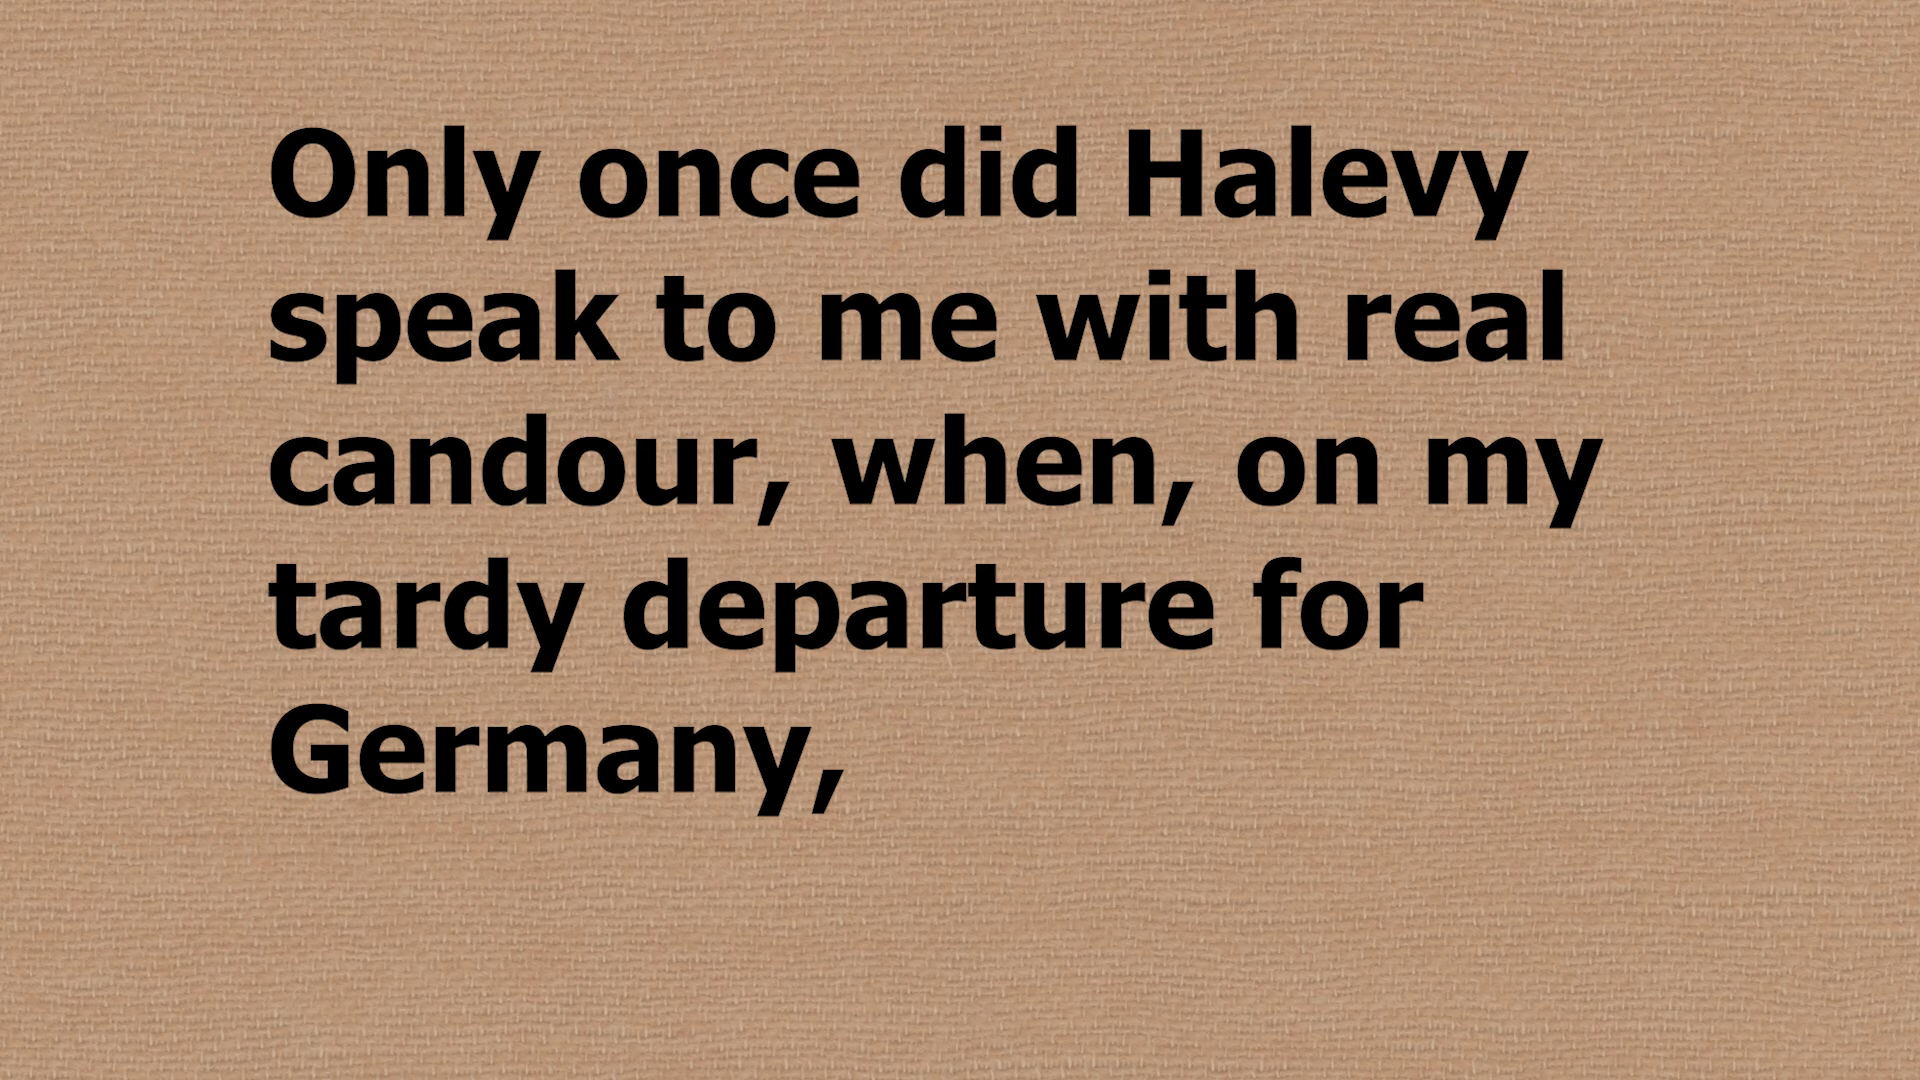 Only once did Halevy
speak to me with real
candour, when, on my
tardy departure for
Germany,